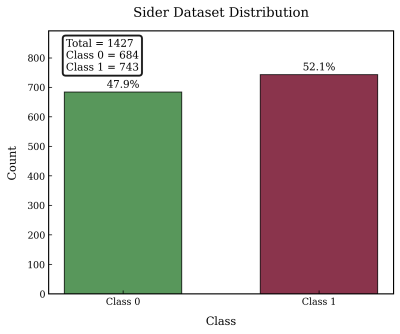 Sider Dataset Distribution
Total = 1427
Class 0 = 684
Class 1 = 743
47.9%
52.1%
800
700
600
500
400
300
200
100
0
Count
Class 0
Class 1
Class